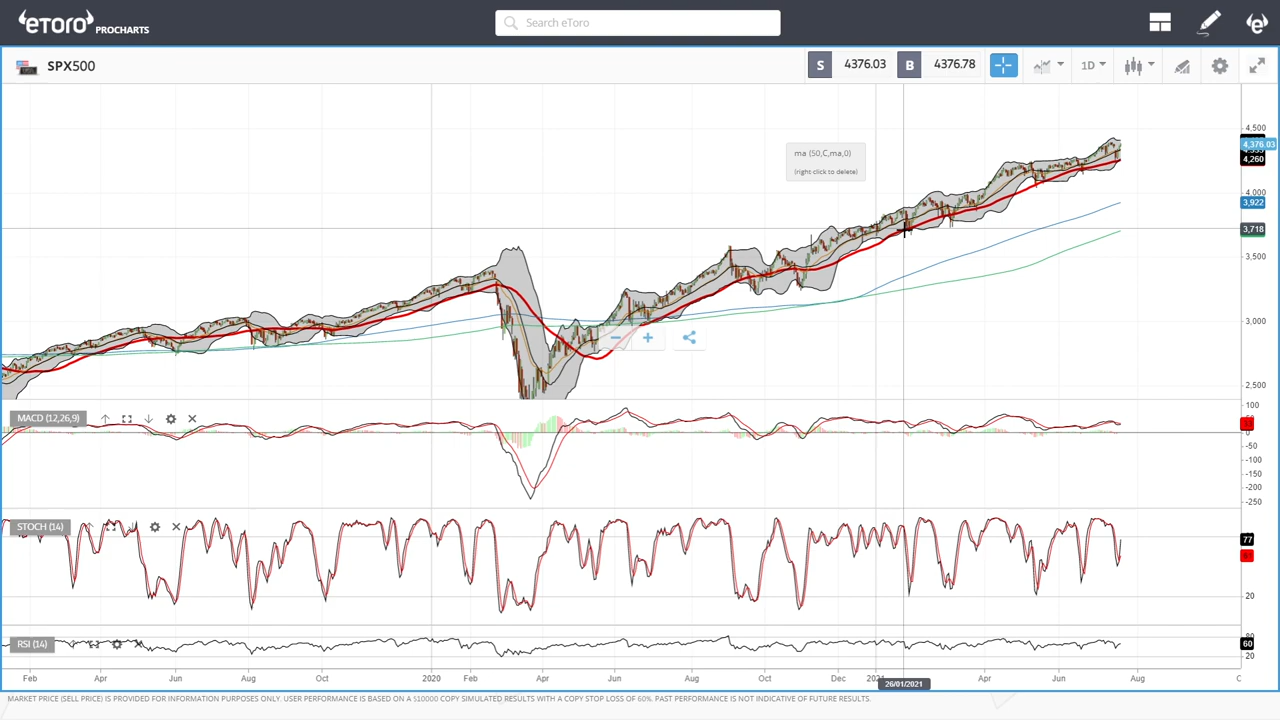 eToro PROCHARTS
Search eToro
SPX500
S 4376.03 B 4376.78
1D
ma (50,C,ma,0)
(right click to delete)
4,500
4,376.03
4,260
4,000
3,922
3,718
3,500
3,000
2,500
MACD (12,26,9)
100
50
0
-50
-100
-150
-200
-250
STOCH (14)
77
20
RSI (14)
80
60
20
Feb Apr Jun Aug Oct 2020 Feb Apr Jun Aug Oct Dec Apr Jun Aug
26/01/2021
MARKET PRICE (SELL PRICE) IS PROVIDED FOR INFORMATION PURPOSES ONLY. USER PERFORMANCE IS BASED ON A $10000 COPY SIMULATED RESULTS WITH A COPY STOP LOSS OF 60%. PAST PERFORMANCE IS NOT INDICATIVE OF FUTURE RESULTS.